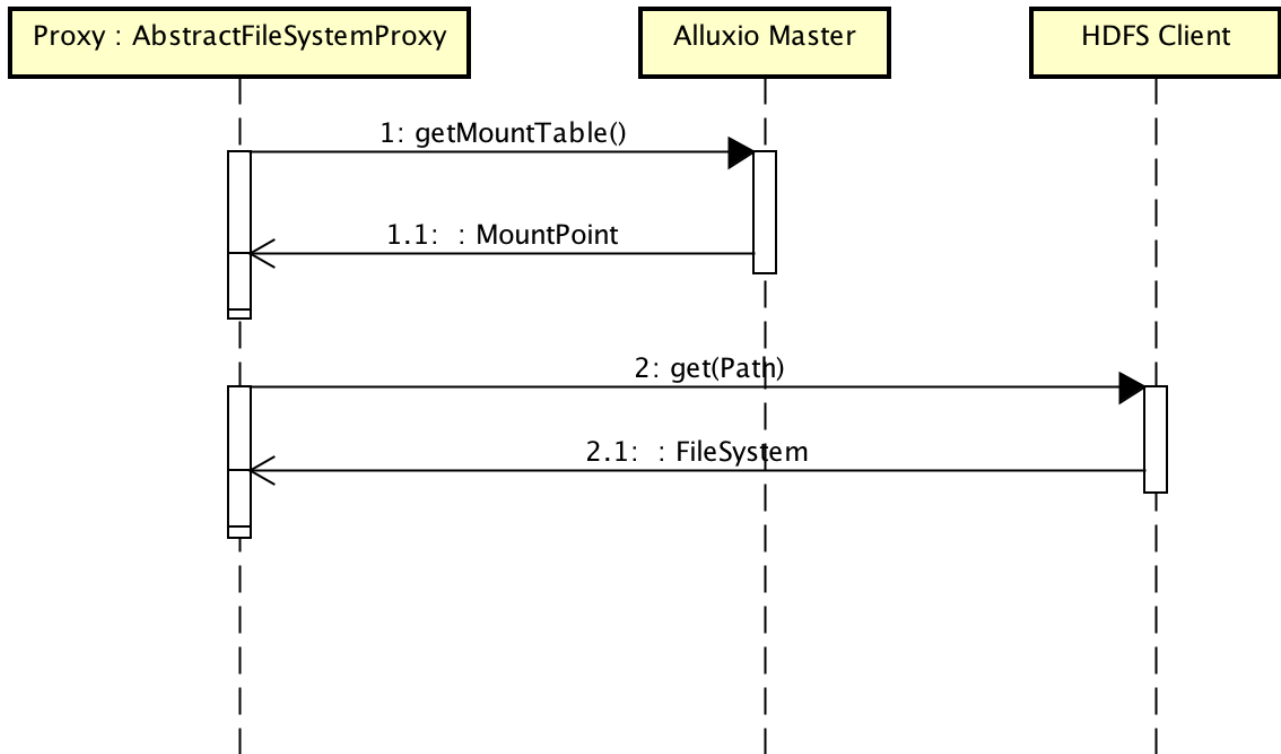 Proxy : AbstractFileSystemProxy
Alluxio Master
HDFS Client
1: getMountTable()
1.1:  : MountPoint
2: get(Path)
2.1:  : FileSystem